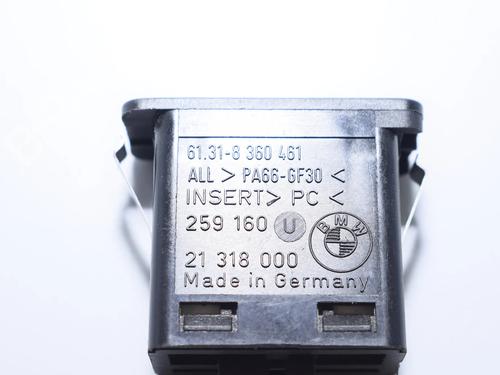 61.31-8 360 461
ALL > PA66-GF30 <
INSERT> PC <
259 160 U
BMW
21 318 000
Made in Germany